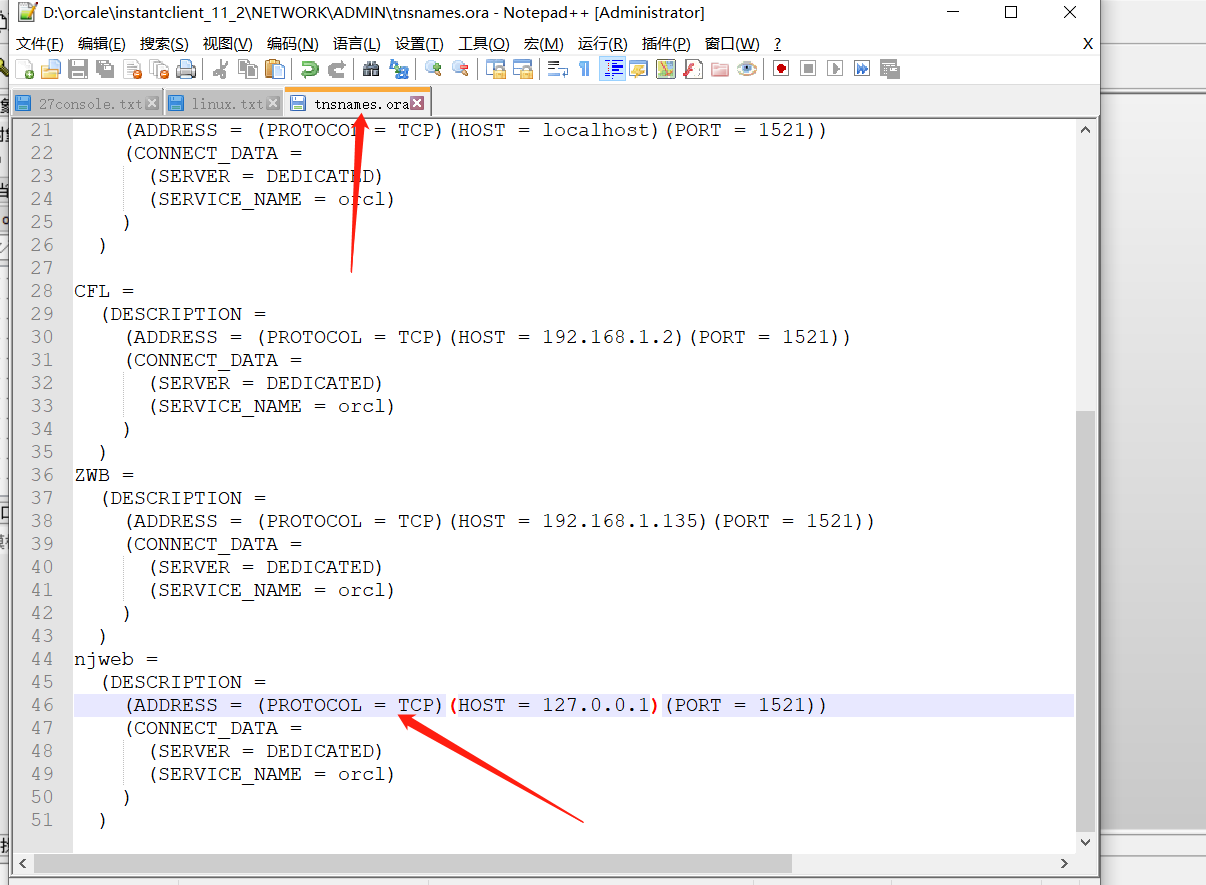 D:\orcale\instantclient_11_2\NETWORK\ADMIN\tnsnames.ora - Notepad++ [Administrator]
文件(F) 编辑(E) 搜索(S) 视图(V) 编码(N) 语言(L) 设置(T) 工具(O) 宏(M) 运行(R) 插件(P) 窗口(W) ? X
27console.txt linux.txt tnsnames.ora
21 (ADDRESS = (PROTOCOL = TCP)(HOST = localhost)(PORT = 1521))
22 (CONNECT_DATA =
23 (SERVER = DEDICATED)
24 (SERVICE_NAME = orcl)
25 )
26 )
27
28 CFL =
29 (DESCRIPTION =
30 (ADDRESS = (PROTOCOL = TCP)(HOST = 192.168.1.2)(PORT = 1521))
31 (CONNECT_DATA =
32 (SERVER = DEDICATED)
33 (SERVICE_NAME = orcl)
34 )
35 )
36 ZWB =
37 (DESCRIPTION =
38 (ADDRESS = (PROTOCOL = TCP)(HOST = 192.168.1.135)(PORT = 1521))
39 (CONNECT_DATA =
40 (SERVER = DEDICATED)
41 (SERVICE_NAME = orcl)
42 )
43 )
44 njweb =
45 (DESCRIPTION =
46 (ADDRESS = (PROTOCOL = TCP)(HOST = 127.0.0.1)(PORT = 1521))
47 (CONNECT_DATA =
48 (SERVER = DEDICATED)
49 (SERVICE_NAME = orcl)
50 )
51 )